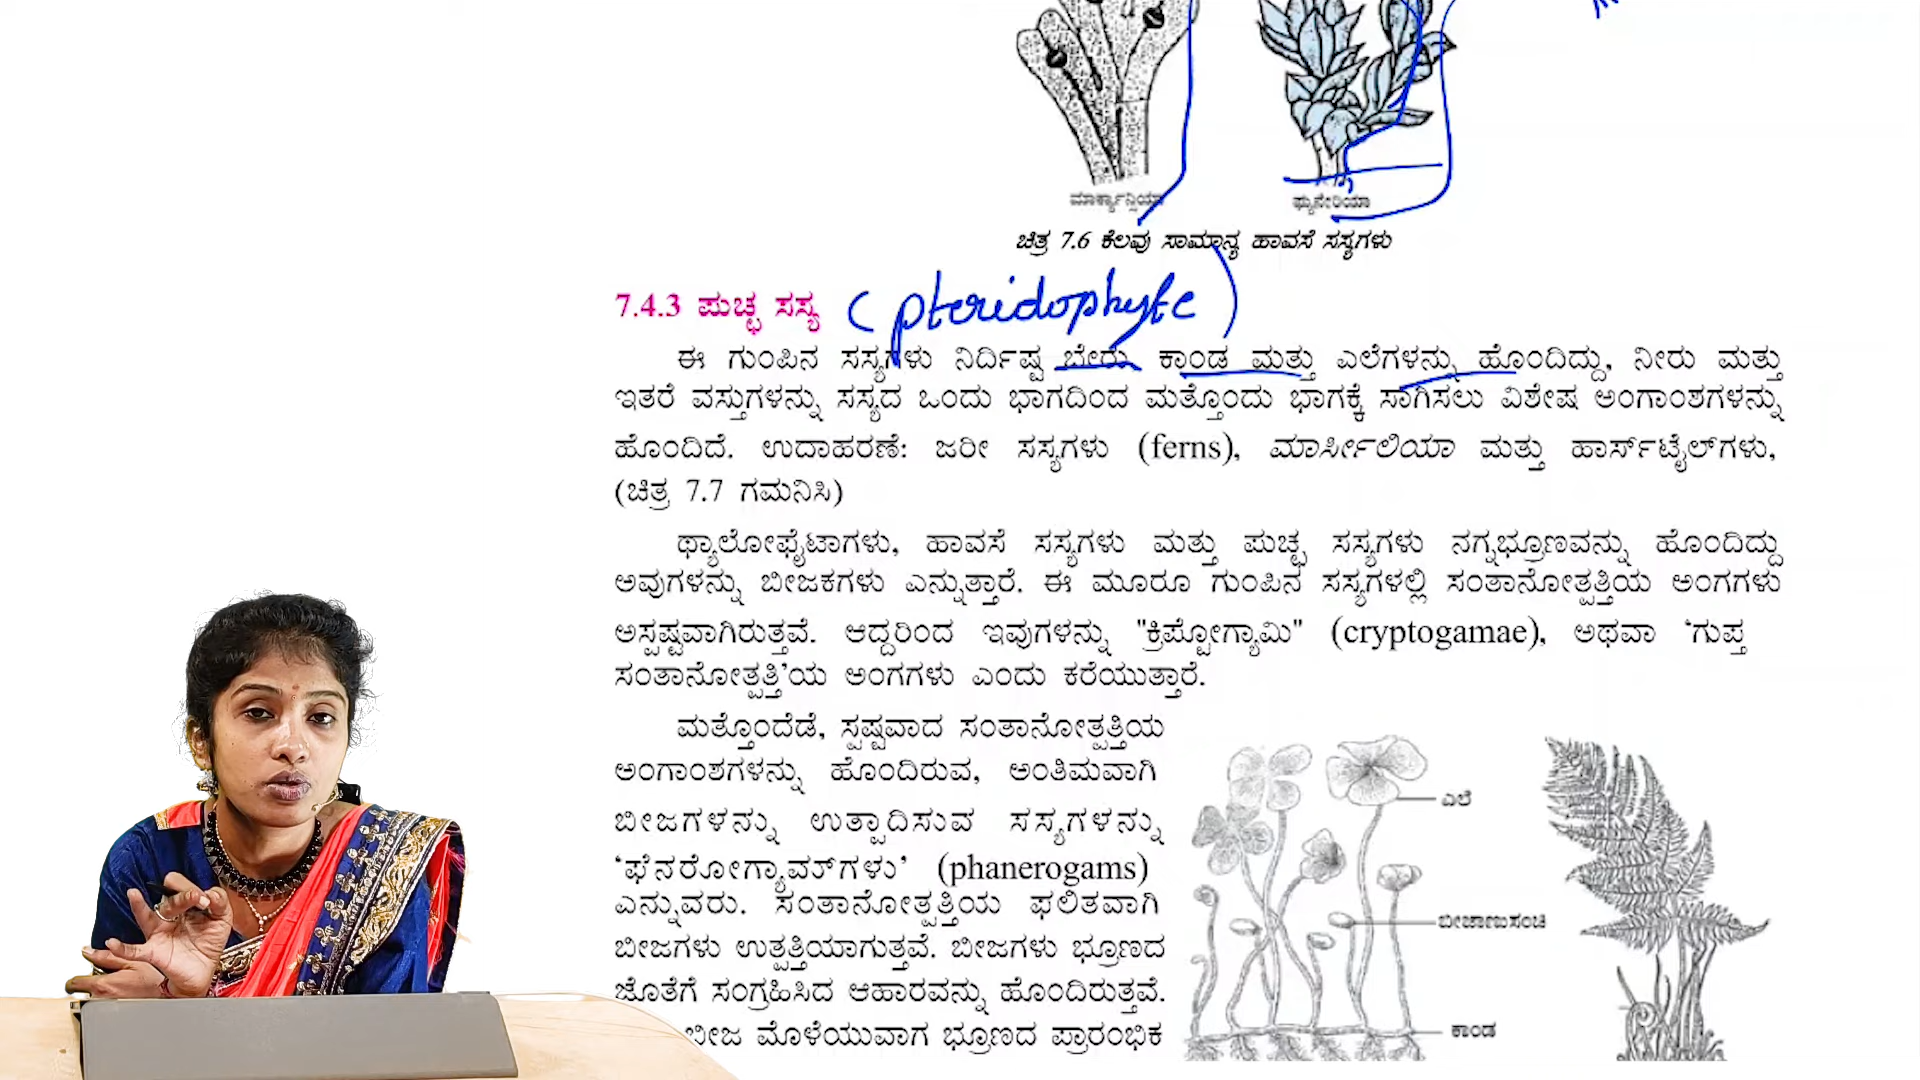 ಮಾರ್ಕ್ಯಾನ್ಶಿಯಾ
ಫ್ಯುನೇರಿಯಾ
ಚಿತ್ರ 7.6 ಕೆಲವು ಸಾಮಾನ್ಯ ಹಾವಸೆ ಸಸ್ಯಗಳು
7.4.3 ಪುಚ್ಛ ಸಸ್ಯ (pteridophyte)
ಈ ಗುಂಪಿನ ಸಸ್ಯಗಳು ನಿರ್ದಿಷ್ಟ ಬೇರು ಕಾಂಡ ಮತ್ತು ಎಲೆಗಳನ್ನು ಹೊಂದಿದ್ದು, ನೀರು ಮತ್ತು
ಇತರೆ ವಸ್ತುಗಳನ್ನು ಸಸ್ಯದ ಒಂದು ಭಾಗದಿಂದ ಮತ್ತೊಂದು ಭಾಗಕ್ಕೆ ಸಾಗಿಸಲು ವಿಶೇಷ ಅಂಗಾಂಶಗಳನ್ನು
ಹೊಂದಿದೆ. ಉದಾಹರಣೆ: ಜರೀ ಸಸ್ಯಗಳು (ferns), ಮಾರ್ಸೀಲಿಯಾ ಮತ್ತು ಹಾರ್ಸ್‌ಟೈಲ್‌ಗಳು,
(ಚಿತ್ರ 7.7 ಗಮನಿಸಿ)
ಥ್ಯಾಲೋಫೈಟಾಗಳು, ಹಾವಸೆ ಸಸ್ಯಗಳು ಮತ್ತು ಪುಚ್ಛ ಸಸ್ಯಗಳು ನಗ್ನಭ್ರೂಣವನ್ನು ಹೊಂದಿದ್ದು
ಅವುಗಳನ್ನು ಬೀಜಕಗಳು ಎನ್ನುತ್ತಾರೆ. ಈ ಮೂರೂ ಗುಂಪಿನ ಸಸ್ಯಗಳಲ್ಲಿ ಸಂತಾನೋತ್ಪತ್ತಿಯ ಅಂಗಗಳು
ಅಸ್ಪಷ್ಟವಾಗಿರುತ್ತವೆ. ಆದ್ದರಿಂದ ಇವುಗಳನ್ನು "ಕ್ರಿಪ್ಟೋಗ್ಯಾಮಿ" (cryptogamae), ಅಥವಾ ‘ಗುಪ್ತ
ಸಂತಾನೋತ್ಪತ್ತಿ’ಯ ಅಂಗಗಳು ಎಂದು ಕರೆಯುತ್ತಾರೆ.
ಮತ್ತೊಂದೆಡೆ, ಸ್ಪಷ್ಟವಾದ ಸಂತಾನೋತ್ಪತ್ತಿಯ
ಅಂಗಾಂಶಗಳನ್ನು ಹೊಂದಿರುವ, ಅಂತಿಮವಾಗಿ
ಬೀಜಗಳನ್ನು ಉತ್ಪಾದಿಸುವ ಸಸ್ಯಗಳನ್ನು
‘ಫೆನರೋಗ್ಯಾಮ್‌ಗಳು’ (phanerogams)
ಎನ್ನುವರು. ಸಂತಾನೋತ್ಪತ್ತಿಯ ಫಲಿತವಾಗಿ
ಬೀಜಗಳು ಉತ್ಪತ್ತಿಯಾಗುತ್ತವೆ. ಬೀಜಗಳು ಭ್ರೂಣದ
ಜೊತೆಗೆ ಸಂಗ್ರಹಿಸಿದ ಆಹಾರವನ್ನು ಹೊಂದಿರುತ್ತವೆ.
ಬೀಜ ಮೊಳೆಯುವಾಗ ಭ್ರೂಣದ ಪ್ರಾರಂಭಿಕ
ಎಲೆ
ಬೀಜಾಣುಸಂಚಿ
ಕಾಂಡ